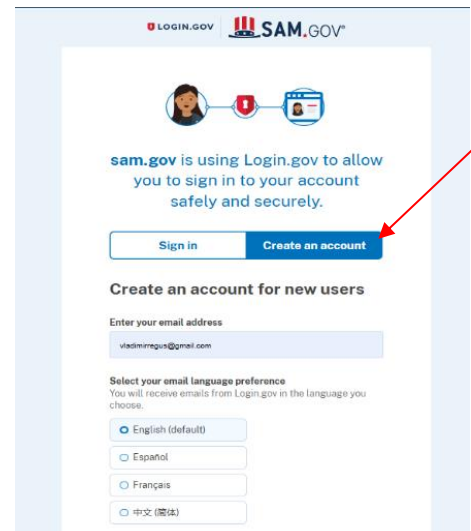 LOGIN.GOV SAM.GOV®
sam.gov is using Login.gov to allow
you to sign in to your account
safely and securely.
Sign in Create an account
Create an account for new users
Enter your email address
vladimirregus@gmail.com
Select your email language preference
You will receive emails from Login.gov in the language you
choose.
English (default)
Español
Français
中文 (简体)